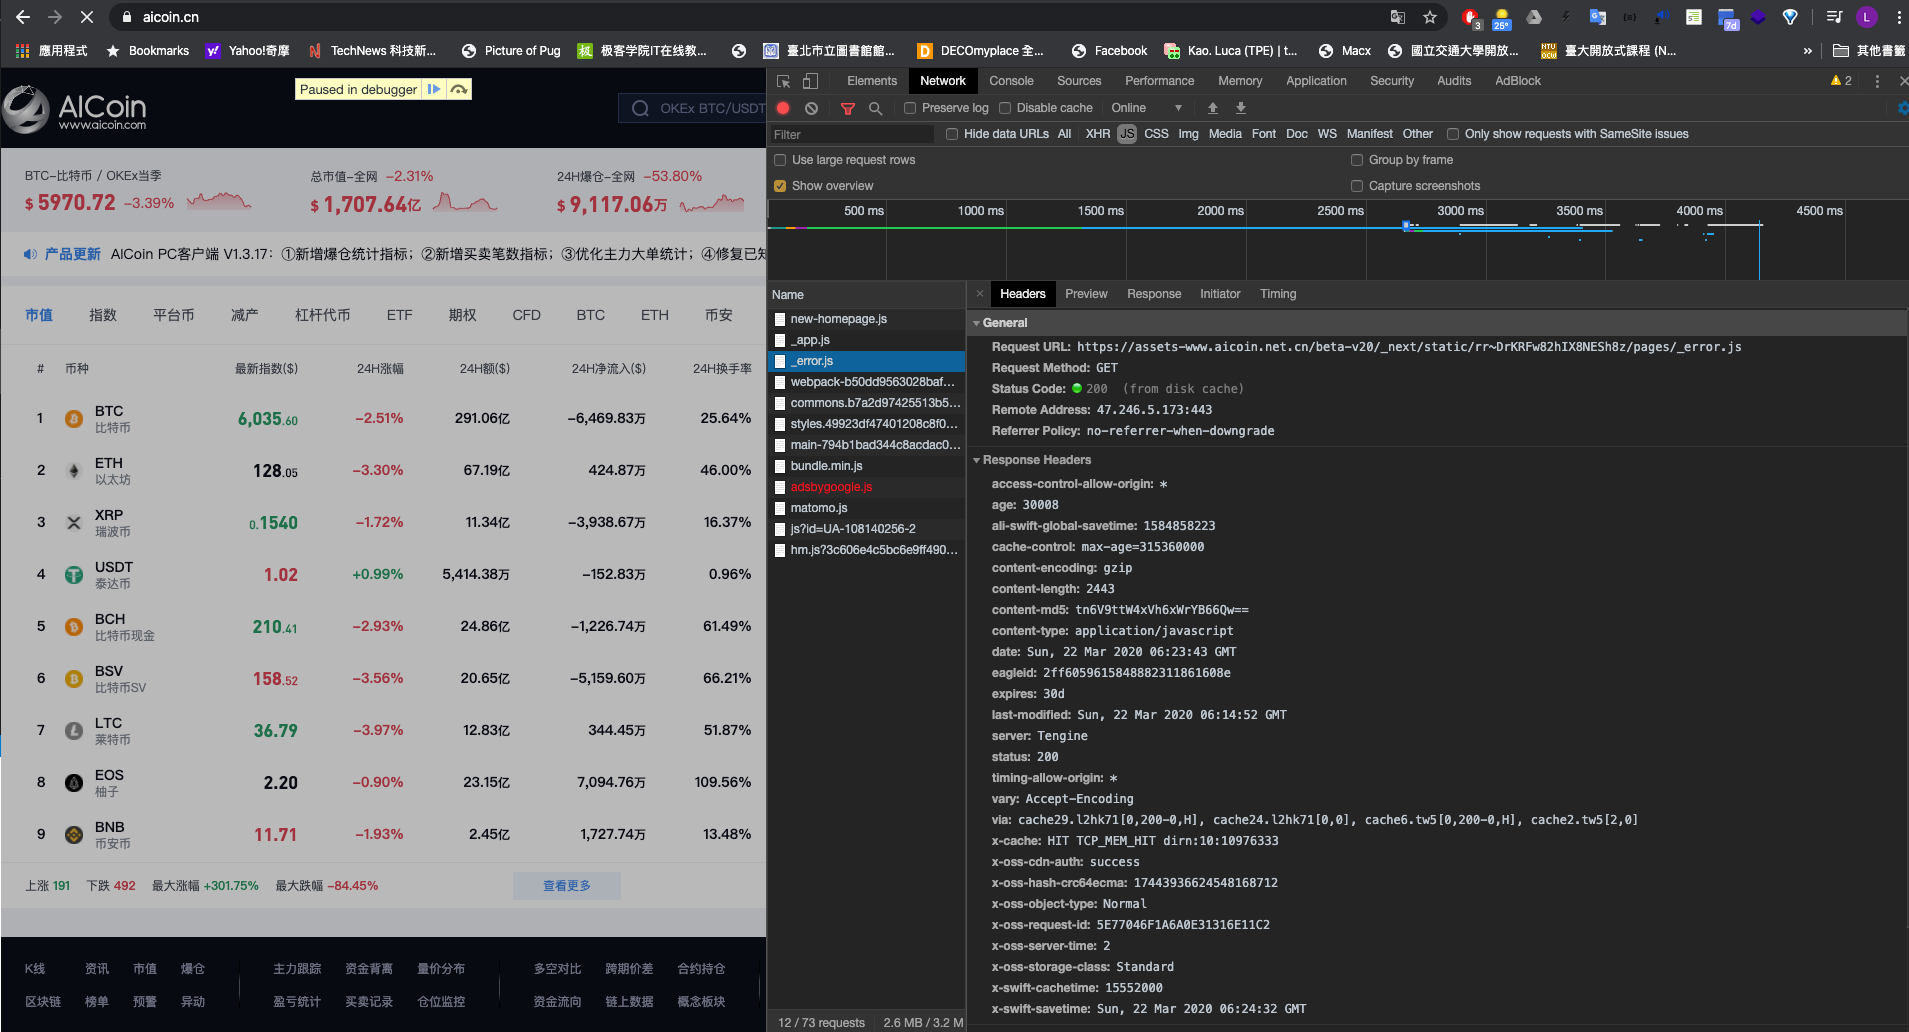 aicoin.cn
3
25°
7d
L
應用程式 Bookmarks Yahoo!奇摩 TechNews 科技新... Picture of Pug 极客学院IT在线教... 臺北市立圖書館館... DECOmyplace 全... Facebook Kao. Luca (TPE) | t... Macx 國立交通大學開放... 臺大開放式課程 (N... » 其他書籤
AICoin
www.aicoin.com
Paused in debugger
OKEx BTC/USDT
BTC-比特币 / OKEx当季
$ 5970.72 -3.39%
总市值-全网 -2.31%
$ 1,707.64亿
24H爆仓-全网 -53.80%
$ 9,117.06万
产品更新 AICoin PC客户端 V1.3.17：①新增爆仓统计指标；②新增买卖笔数指标；③优化主力大单统计；④修复已知
市值 指数 平台币 减产 杠杆代币 ETF 期权 CFD BTC ETH 币安
# 币种 最新指数($) 24H涨幅 24H额($) 24H净流入($) 24H换手率
1 BTC 比特币 6,035.60 -2.51% 291.06亿 -6,469.83万 25.64%
2 ETH 以太坊 128.05 -3.30% 67.19亿 424.87万 46.00%
3 XRP 瑞波币 0.1540 -1.72% 11.34亿 -3,938.67万 16.37%
4 USDT 泰达币 1.02 +0.99% 5,414.38万 -152.83万 0.96%
5 BCH 比特币现金 210.41 -2.93% 24.86亿 -1,226.74万 61.49%
6 BSV 比特币SV 158.52 -3.56% 20.65亿 -5,159.60万 66.21%
7 LTC 莱特币 36.79 -3.97% 12.83亿 344.45万 51.87%
8 EOS 柚子 2.20 -0.90% 23.15亿 7,094.76万 109.56%
9 BNB 币安币 11.71 -1.93% 2.45亿 1,727.74万 13.48%
上涨 191 下跌 492 最大涨幅 +301.75% 最大跌幅 -84.45% 查看更多
K线 资讯 市值 爆仓 主力跟踪 资金背离 量价分布 多空对比 跨期价差 合约持仓
区块链 榜单 预警 异动 盈亏统计 买卖记录 仓位监控 资金流向 链上数据 概念板块
Elements Network Console Sources Performance Memory Application Security Audits AdBlock 2
Preserve log Disable cache Online
Filter Hide data URLs All XHR JS CSS Img Media Font Doc WS Manifest Other Only show requests with SameSite issues
Use large request rows Group by frame
Show overview Capture screenshots
500 ms 1000 ms 1500 ms 2000 ms 2500 ms 3000 ms 3500 ms 4000 ms 4500 ms
Name
new-homepage.js
_app.js
_error.js
webpack-b50dd9563028baf...
commons.b7a2d97425513b5...
styles.49923df47401208c8f0...
main-794b1bad344c8acdac0...
bundle.min.js
adsbygoogle.js
matomo.js
js?id=UA-108140256-2
hm.js?3c606e4c5bc6e9ff490...
12 / 73 requests 2.6 MB / 3.2 M
Headers Preview Response Initiator Timing
General
Request URL: https://assets-www.aicoin.net.cn/beta-v20/_next/static/rr~DrKRFw82hIX8NESh8z/pages/_error.js
Request Method: GET
Status Code: 200 (from disk cache)
Remote Address: 47.246.5.173:443
Referrer Policy: no-referrer-when-downgrade
Response Headers
access-control-allow-origin: *
age: 30008
ali-swift-global-savetime: 1584858223
cache-control: max-age=315360000
content-encoding: gzip
content-length: 2443
content-md5: tn6V9ttW4xVh6xWrYB66Qw==
content-type: application/javascript
date: Sun, 22 Mar 2020 06:23:43 GMT
eagleid: 2ff6059615848882311861608e
expires: 30d
last-modified: Sun, 22 Mar 2020 06:14:52 GMT
server: Tengine
status: 200
timing-allow-origin: *
vary: Accept-Encoding
via: cache29.l2hk71[0,200-0,H], cache24.l2hk71[0,0], cache6.tw5[0,200-0,H], cache2.tw5[2,0]
x-cache: HIT TCP_MEM_HIT dirn:10:10976333
x-oss-cdn-auth: success
x-oss-hash-crc64ecma: 17443936624548168712
x-oss-object-type: Normal
x-oss-request-id: 5E77046F1A6A0E31316E11C2
x-oss-server-time: 2
x-oss-storage-class: Standard
x-swift-cachetime: 15552000
x-swift-savetime: Sun, 22 Mar 2020 06:24:32 GMT